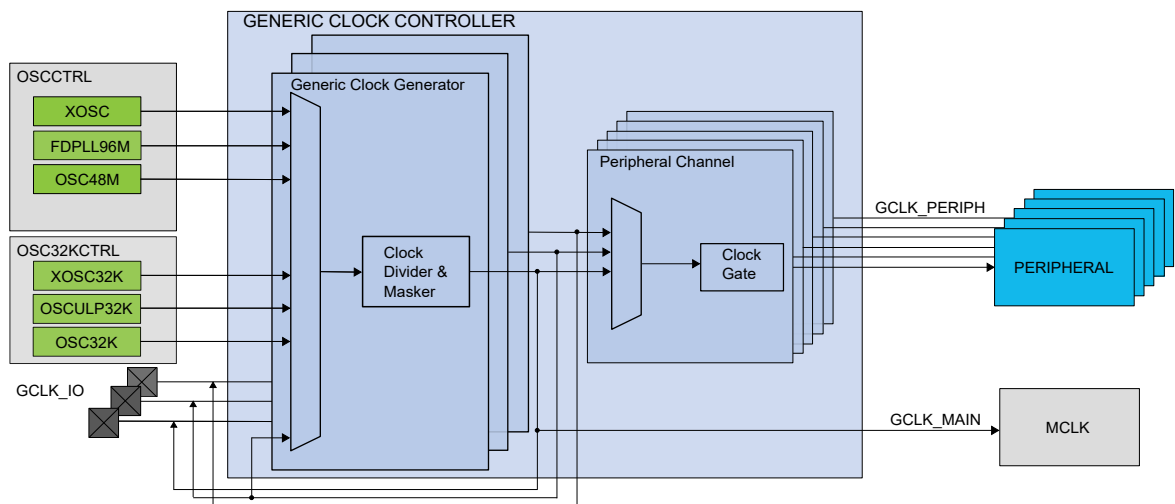 GENERIC CLOCK CONTROLLER
OSCCTRL
XOSC
FDPLL96M
OSC48M
OSC32KCTRL
XOSC32K
OSCULP32K
OSC32K
GCLK_IO
Generic Clock Generator
Clock
Divider &
Masker
Peripheral Channel
Clock
Gate
GCLK_PERIPH
PERIPHERAL
GCLK_MAIN
MCLK